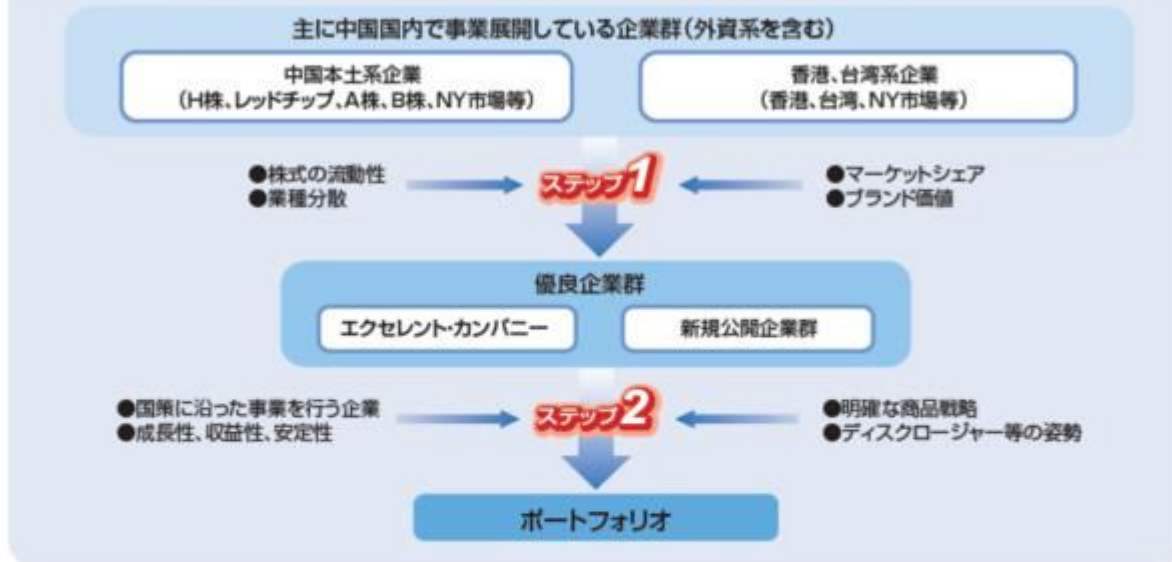 主に中国国内で事業展開している企業群(外資系を含む)
中国本土系企業
(H株、レッドチップ、A株、B株、NY市場等)
香港、台湾系企業
(香港、台湾、NY市場等)
●株式の流動性
●業種分散
ステップ1
●マーケットシェア
●ブランド価値
優良企業群
エクセレント・カンパニー
新規公開企業群
●国策に沿った事業を行う企業
●成長性、収益性、安定性
ステップ2
●明確な商品戦略
●ディスクロージャー等の姿勢
ポートフォリオ